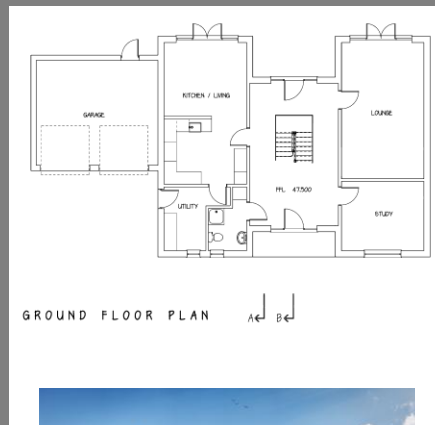 KITCHEN / LIVING
GARAGE
LOUNGE
FFL 47.500
UTILITY
STUDY
GROUND FLOOR PLAN
A
B